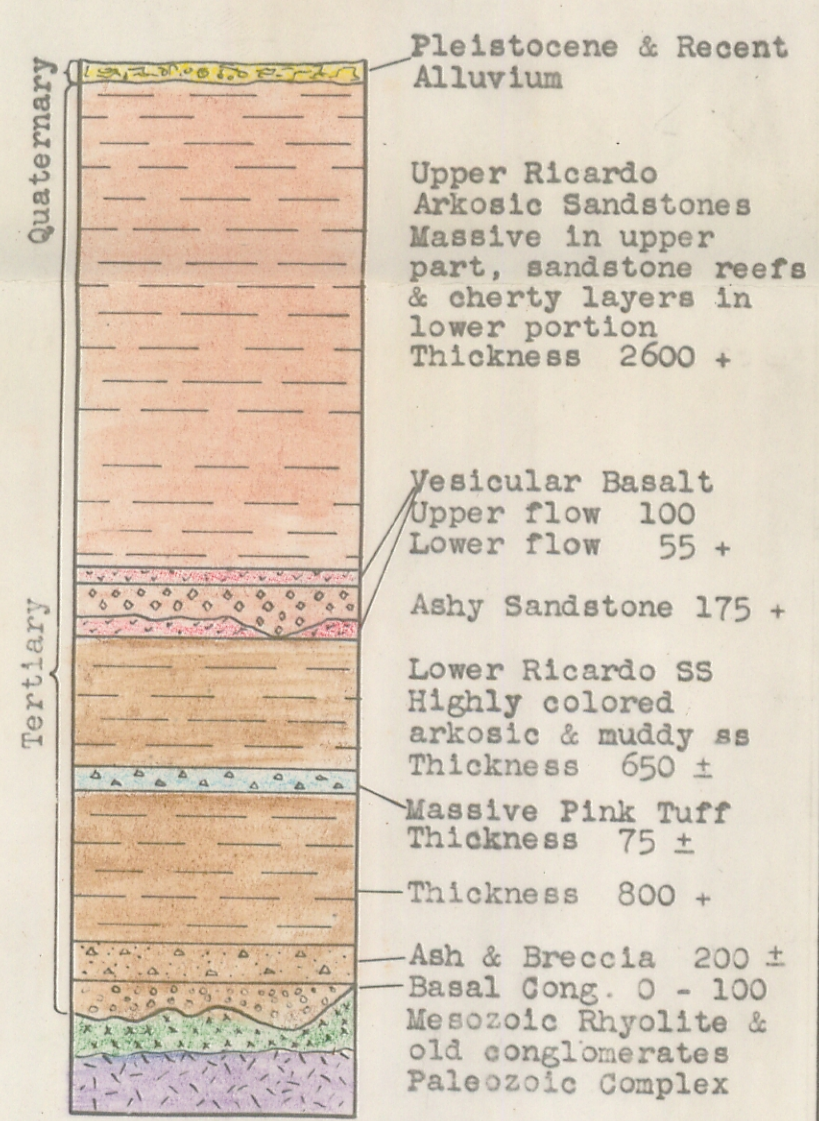 Quaternary
Pleistocene & Recent
Alluvium
Upper Ricardo
Arkosic Sandstones
Massive in upper
part, sandstone reefs
& cherty layers in
lower portion
Thickness 2600 +
Vesicular Basalt
Upper flow 100
Lower flow 55 +
Ashy Sandstone 175 +
Tertiary
Lower Ricardo SS
Highly colored
arkosic & muddy ss
Thickness 650 ±
Massive Pink Tuff
Thickness 75 ±
Thickness 800 +
Ash & Breccia 200 ±
Basal Cong. 0 - 100
Mesozoic Rhyolite &
old conglomerates
Paleozoic Complex